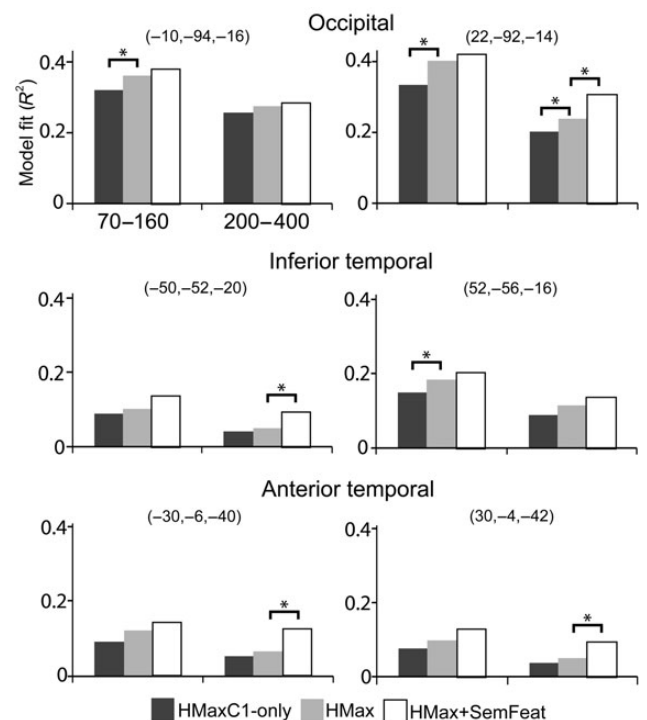 Occipital
(–10,–94,–16) (22,–92,–14)
Model fit (R²)
0.4 0.4
* * * *
0.2 0.2
0 0
70–160 200–400
Inferior temporal
(–50,–52,–20) (52,–56,–16)
0.4 0.4
* *
0.2 0.2
0 0
Anterior temporal
(–30,–6,–40) (30,–4,–42)
0.4 0.4
0.2 0.2
* *
0 0
HMaxC1-only HMax HMax+SemFeat